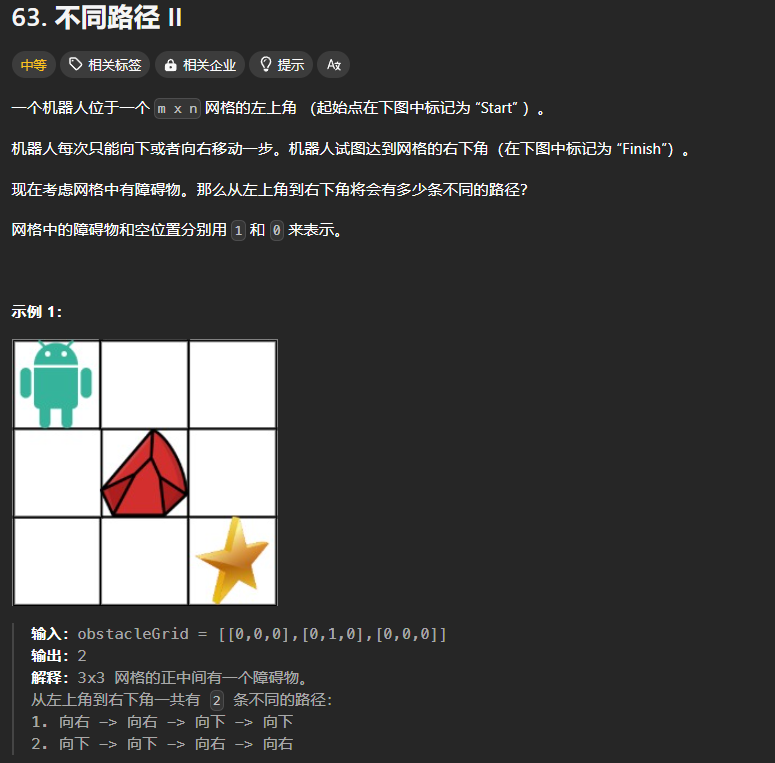 63. 不同路径 II
中等 相关标签 相关企业 提示 Aあ
一个机器人位于一个 m x n 网格的左上角 （起始点在下图中标记为 “Start” ）。
机器人每次只能向下或者向右移动一步。机器人试图达到网格的右下角（在下图中标记为 “Finish”）。
现在考虑网格中有障碍物。那么从左上角到右下角将会有多少条不同的路径？
网格中的障碍物和空位置分别用 1 和 0 来表示。
示例 1：
输入：obstacleGrid = [[0,0,0],[0,1,0],[0,0,0]]
输出：2
解释：3x3 网格的正中间有一个障碍物。
从左上角到右下角一共有 2 条不同的路径：
1. 向右 -> 向右 -> 向下 -> 向下
2. 向下 -> 向下 -> 向右 -> 向右